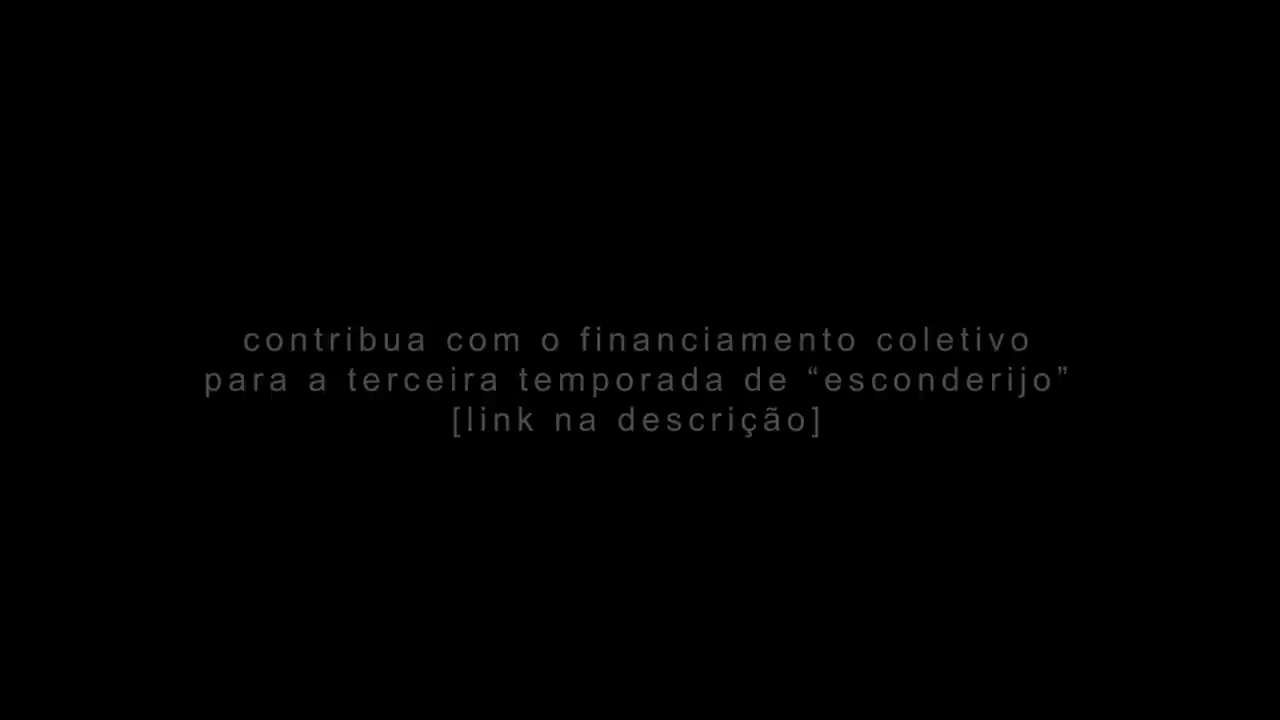 contribua com o financiamento coletivo
para a terceira temporada de “esconderijo”
[link na descrição]